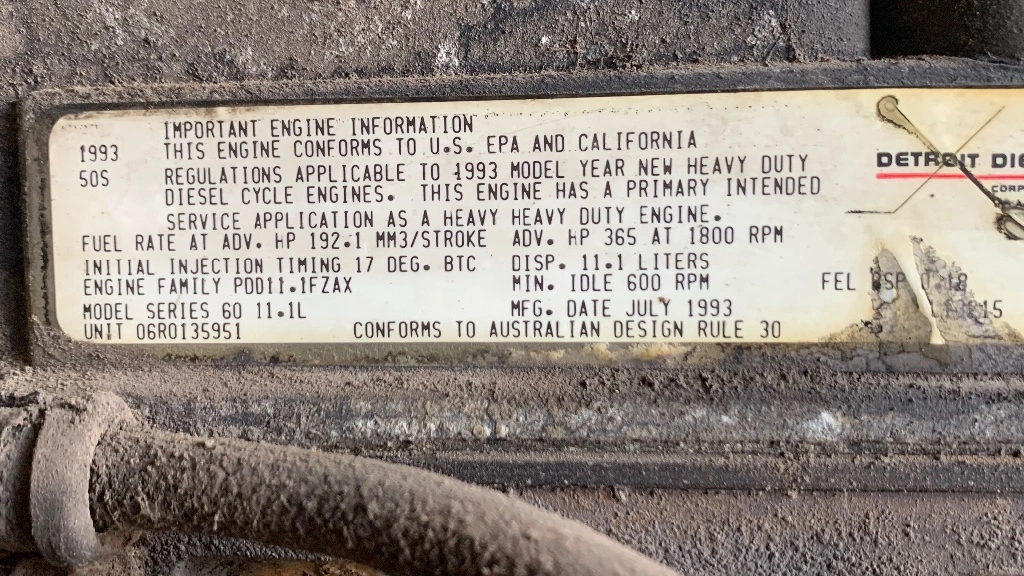 IMPORTANT ENGINE INFORMATION
1993 THIS ENGINE CONFORMS TO U.S. EPA AND CALIFORNIA
50S REGULATIONS APPLICABLE TO 1993 MODEL YEAR NEW HEAVY DUTY
DIESEL CYCLE ENGINES. THIS ENGINE HAS A PRIMARY INTENDED
SERVICE APPLICATION AS A HEAVY HEAVY DUTY ENGINE.
FUEL RATE AT ADV. HP 192.1 MM3/STROKE ADV. HP 365 AT 1800 RPM
INITIAL INJECTION TIMING 17 DEG. BTC DISP. 11.1 LITERS
ENGINE FAMILY PDD11.1FZAX MIN. IDLE 600 RPM FEL
MODEL SERIES 60 11.1L MFG. DATE JULY 1993
UNIT 06R0135951 CONFORMS TO AUSTRALIAN DESIGN RULE 30
DETROIT DIE
CORP